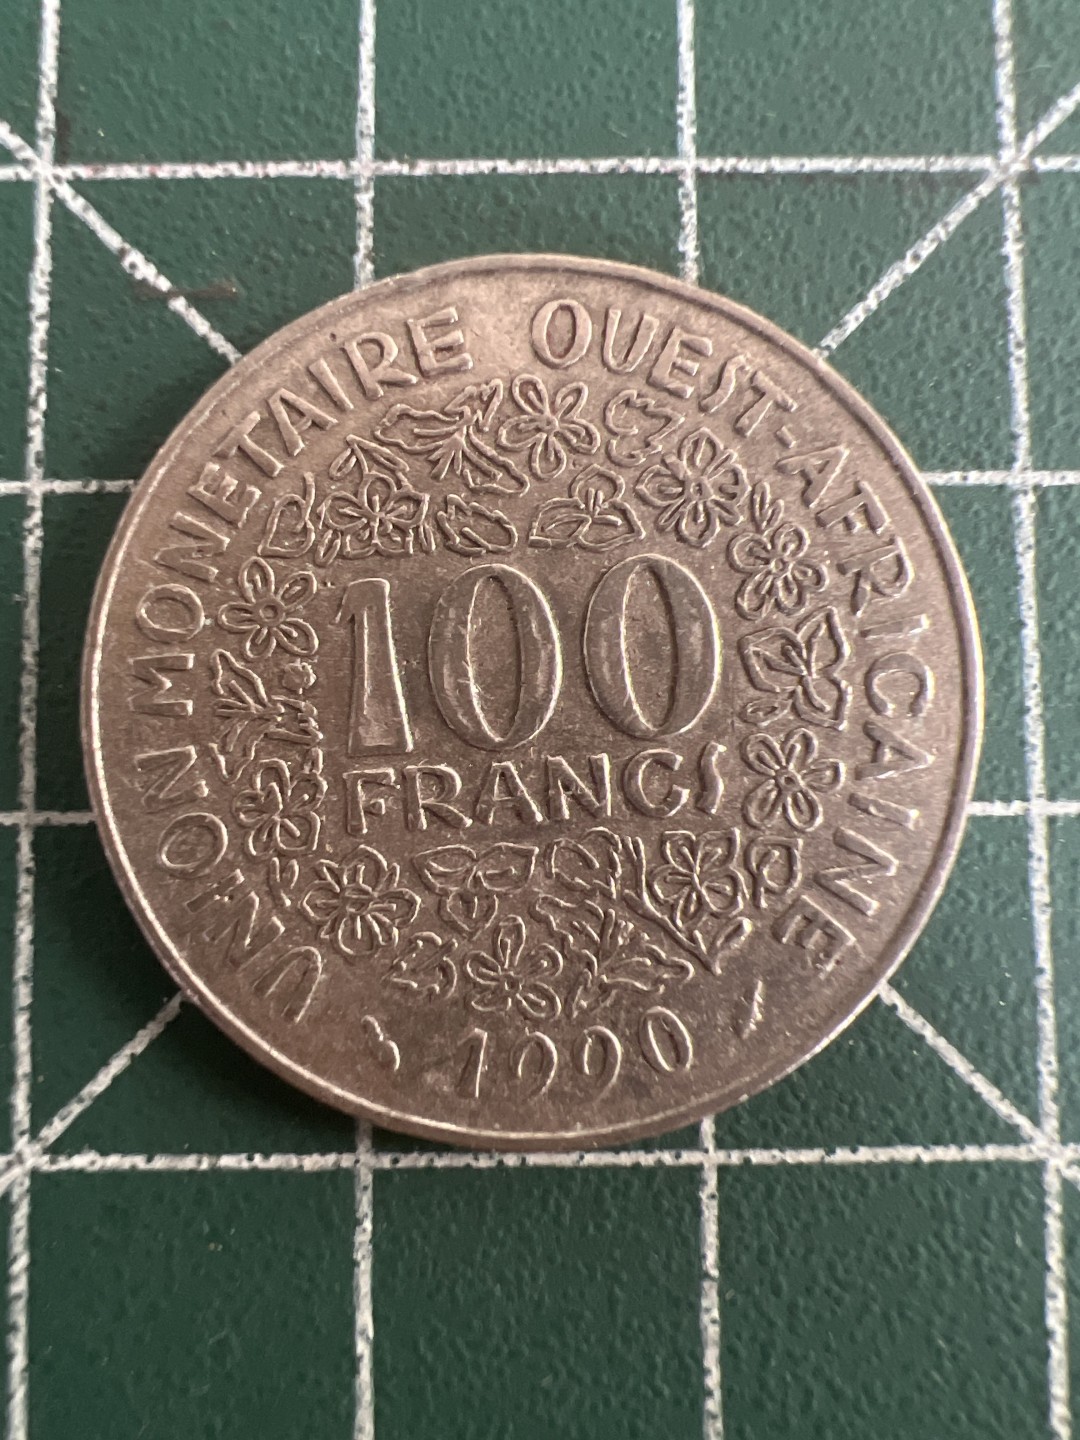 UNION MONETAIRE OUEST-AFRICAINE
100
FRANCS
1990